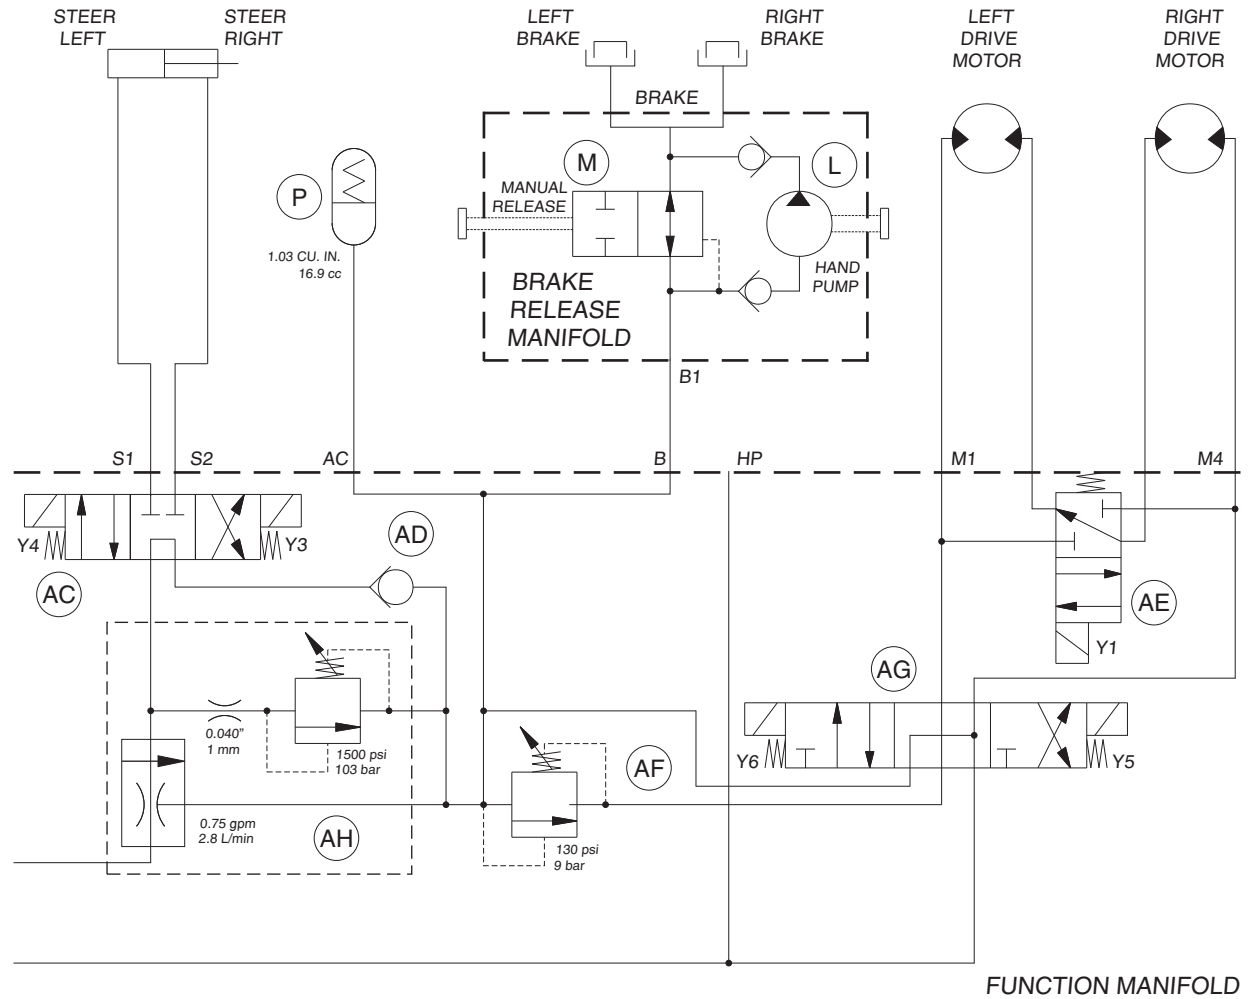 STEER
LEFT
STEER
RIGHT
LEFT
BRAKE
RIGHT
BRAKE
LEFT
DRIVE
MOTOR
RIGHT
DRIVE
MOTOR
BRAKE
P
1.03 CU. IN.
16.9 cc
M
L
MANUAL
RELEASE
HAND
PUMP
BRAKE
RELEASE
MANIFOLD
B1
S1
S2
AC
B
HP
M1
M4
Y4
Y3
AC
AD
AE
Y1
AG
0.040"
1 mm
1500 psi
103 bar
Y6
Y5
AF
0.75 gpm
2.8 L/min
AH
130 psi
9 bar
FUNCTION MANIFOLD